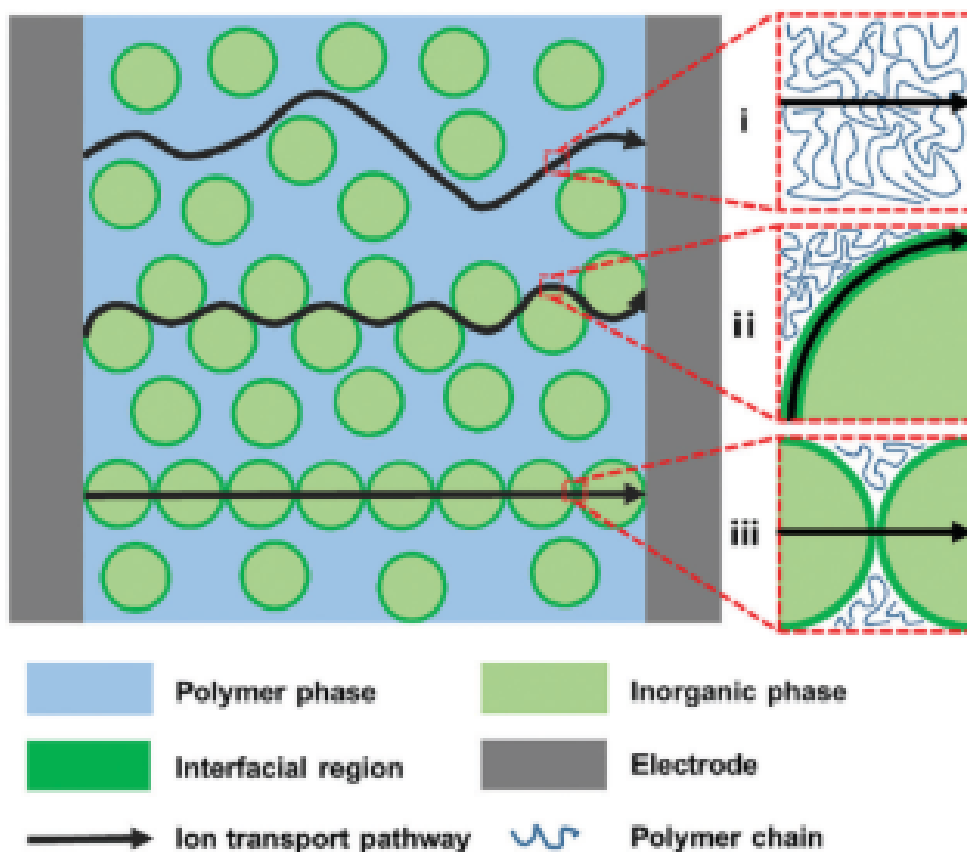 i
ii
iii
Polymer phase
Inorganic phase
Interfacial region
Electrode
Ion transport pathway
Polymer chain